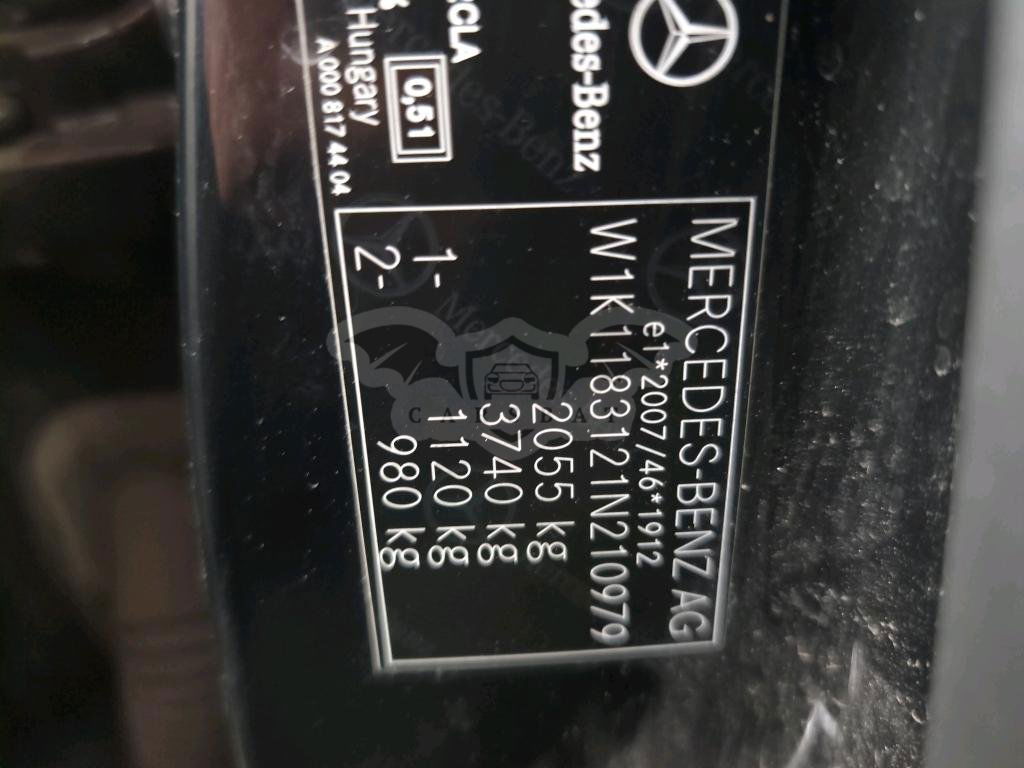 edes-Benz
CLA
0,51
Hungary
A 000 817 44 04
MERCEDES-BENZ AG
e1*2007/46*1912
W1K1183121N210979
2055 kg
3740 kg
1- 1120 kg
2- 980 kg